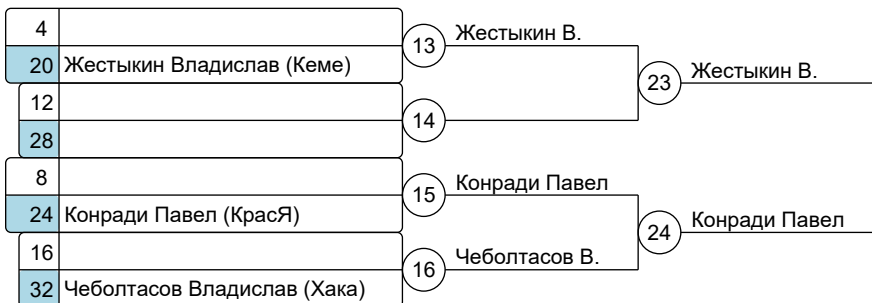 4
20 Жестыкин Владислав (Кеме)
12
28
8
24 Конради Павел (КрасЯ)
16
32 Чеболтасов Владислав (Хака)
13 Жестыкин В.
14
15 Конради Павел
16 Чеболтасов В.
23 Жестыкин В.
24 Конради Павел